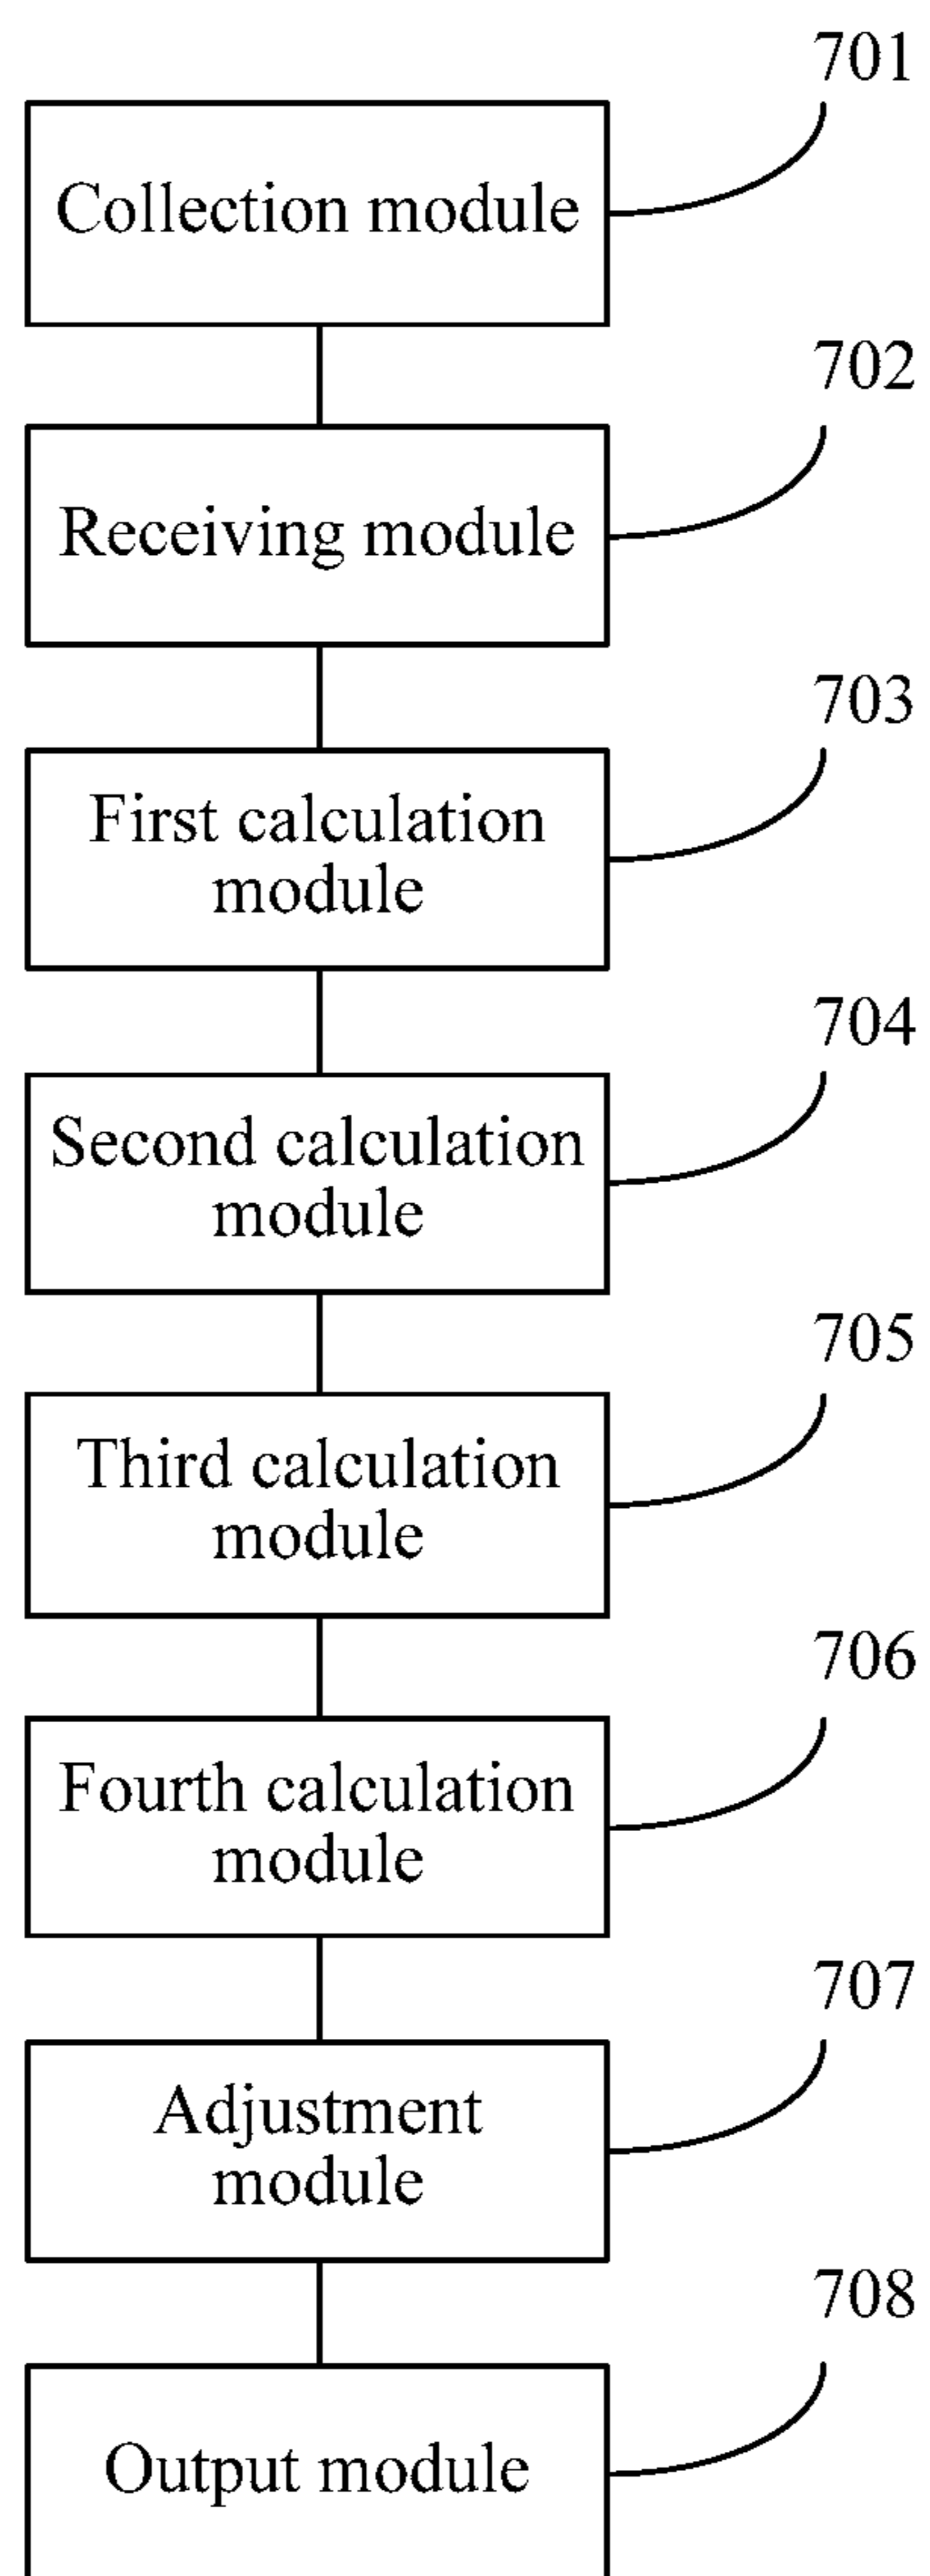 701
Collection module
702
Receiving module
703
First calculation
module
704
Second calculation
module
705
Third calculation
module
706
Fourth calculation
module
707
Adjustment
module
708
Output module